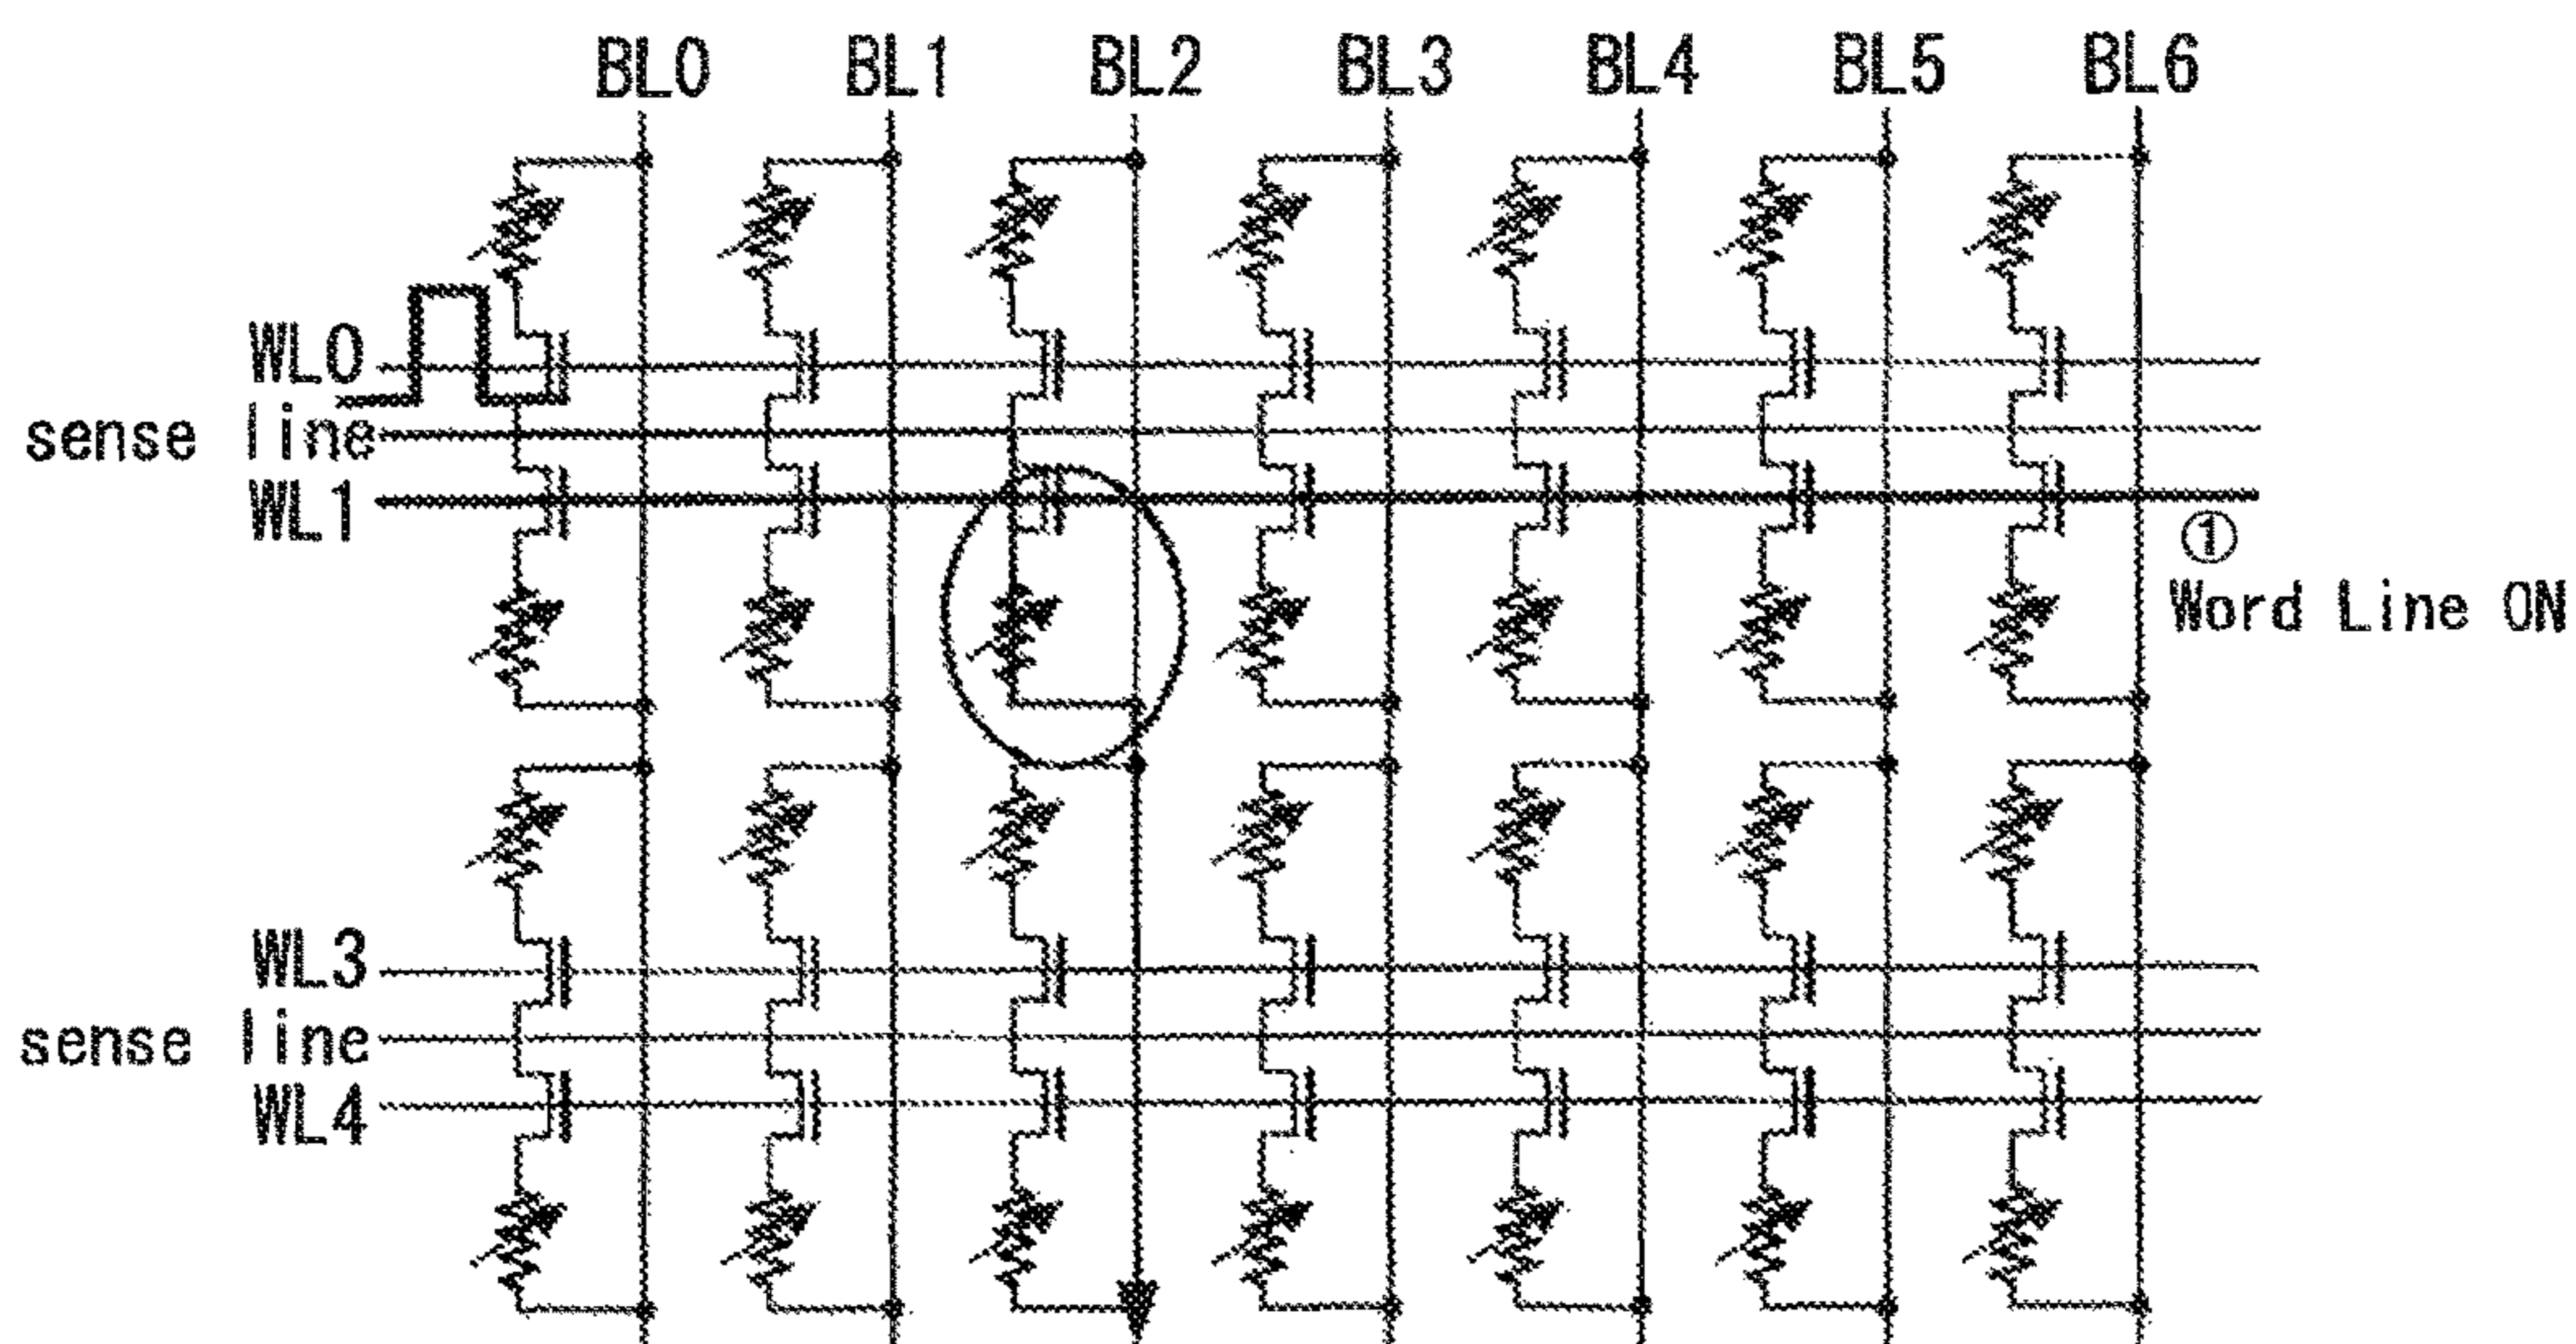 BL0 BL1 BL2 BL3 BL4 BL5 BL6
WL0
sense line
WL1
①
Word Line ON
WL3
sense line
WL4